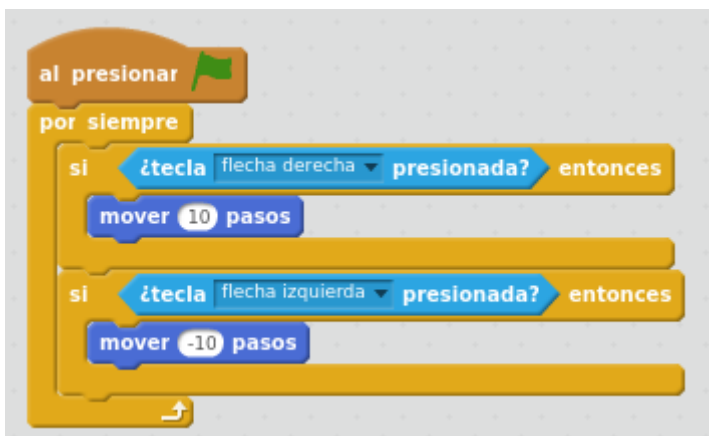 al presionar
por siempre
si ¿tecla flecha derecha presionada? entonces
mover 10 pasos
si ¿tecla flecha izquierda presionada? entonces
mover -10 pasos